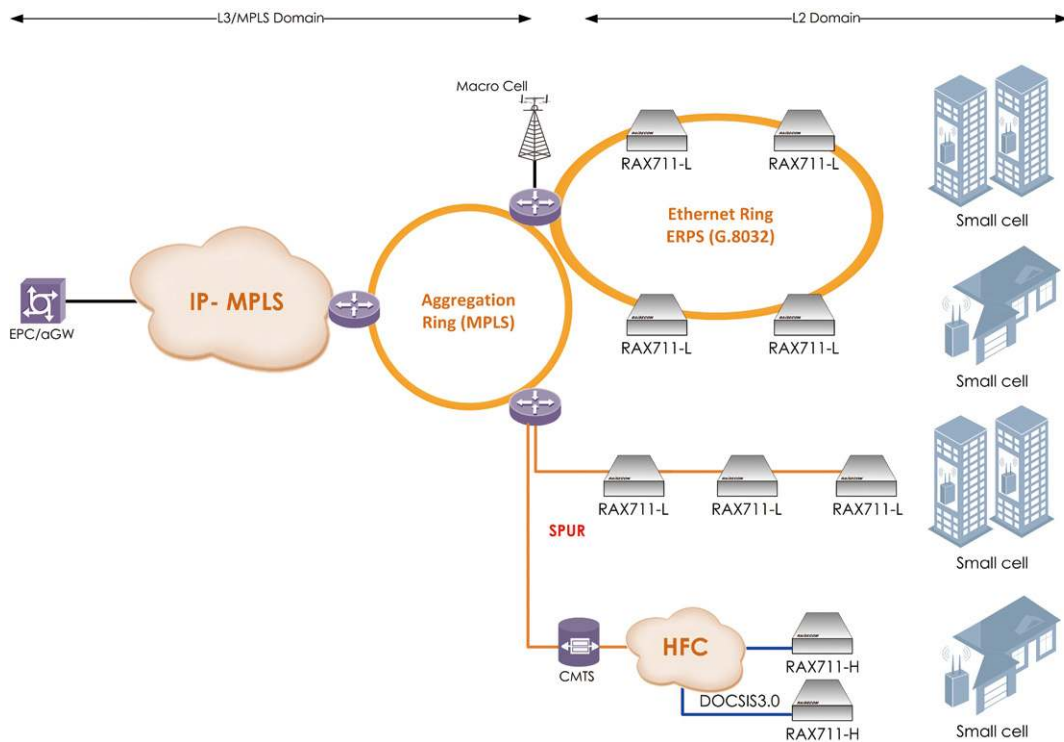 L3/MPLS Domain
L2 Domain
Macro Cell
RAX711-L
RAX711-L
Ethernet Ring
ERPS (G.8032)
Small cell
IP- MPLS
Aggregation
Ring (MPLS)
EPC/aGW
RAX711-L
RAX711-L
Small cell
RAX711-L
RAX711-L
RAX711-L
SPUR
Small cell
HFC
CMTS
RAX711-H
DOCSIS3.0
RAX711-H
Small cell